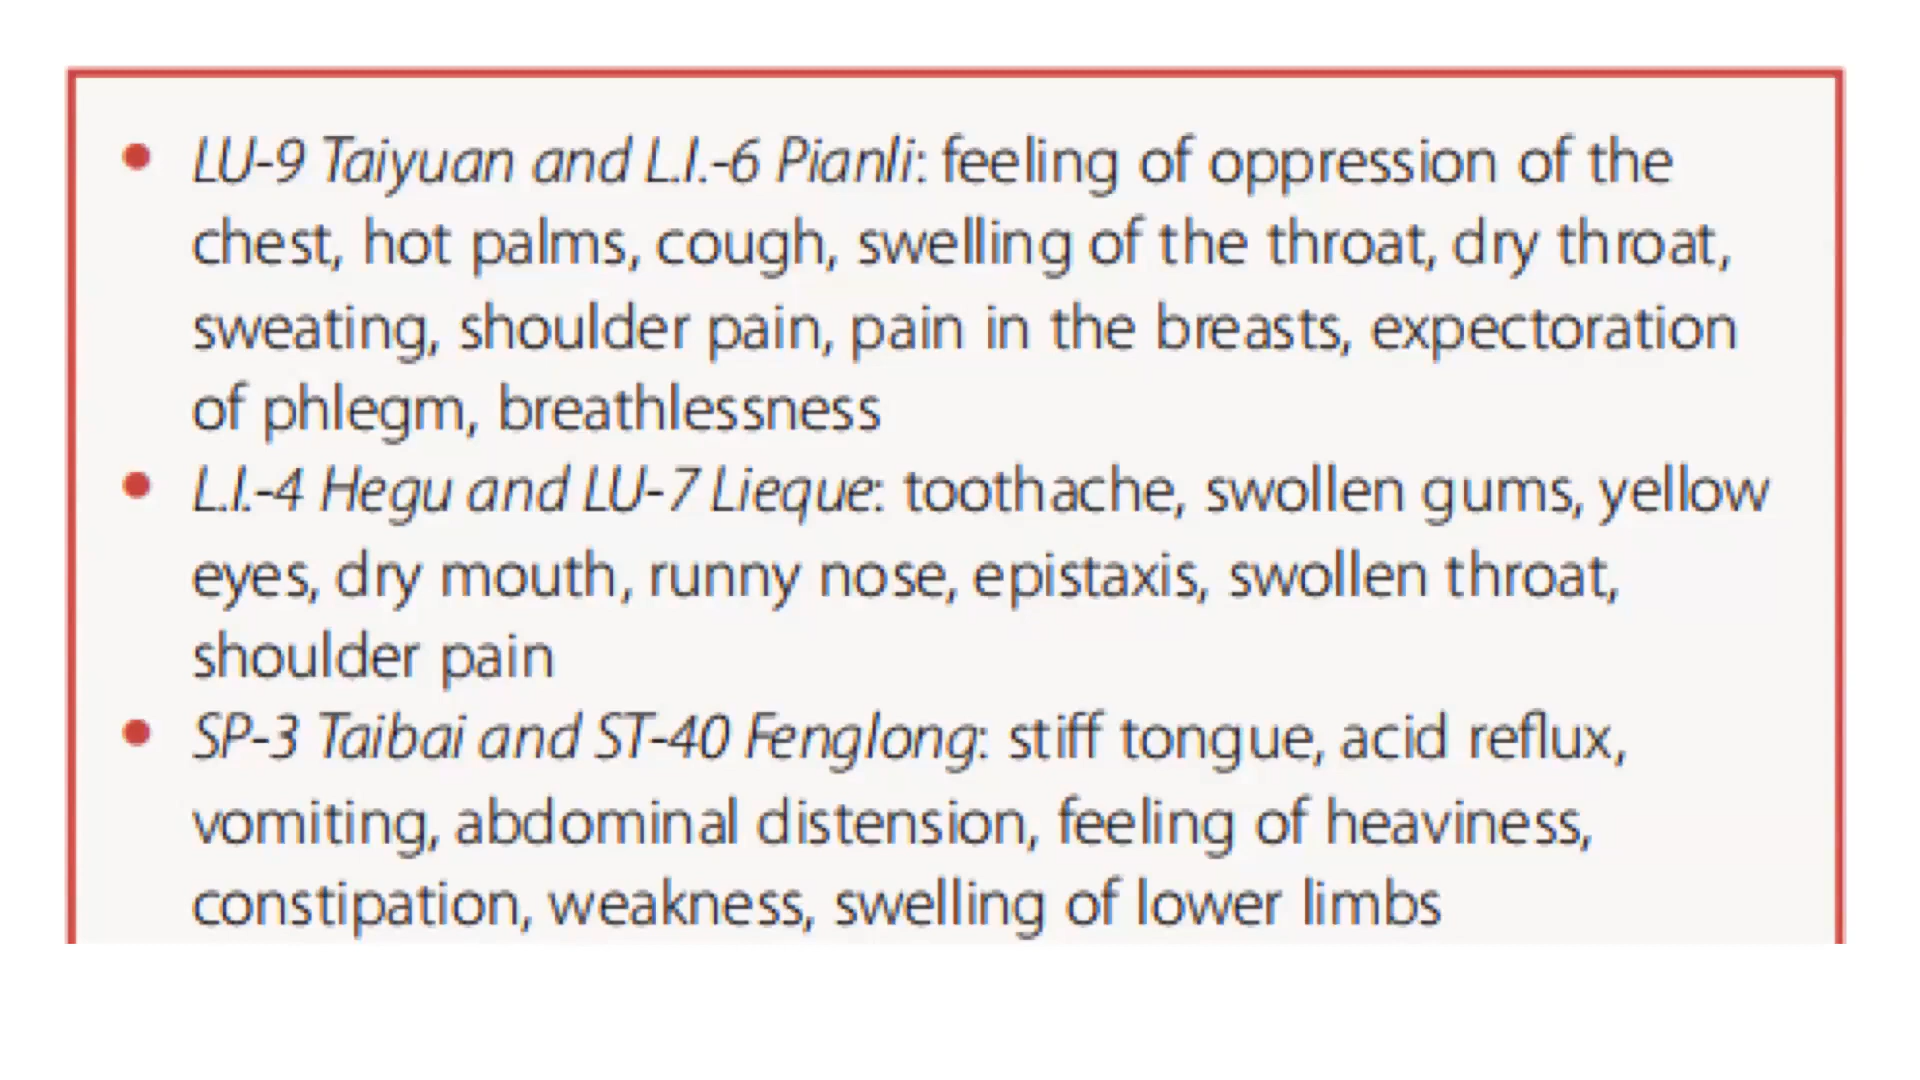 • LU-9 Taiyuan and L.I.-6 Pianli: feeling of oppression of the
chest, hot palms, cough, swelling of the throat, dry throat,
sweating, shoulder pain, pain in the breasts, expectoration
of phlegm, breathlessness
• L.I.-4 Hegu and LU-7 Lieque: toothache, swollen gums, yellow
eyes, dry mouth, runny nose, epistaxis, swollen throat,
shoulder pain
• SP-3 Taibai and ST-40 Fenglong: stiff tongue, acid reflux,
vomiting, abdominal distension, feeling of heaviness,
constipation, weakness, swelling of lower limbs